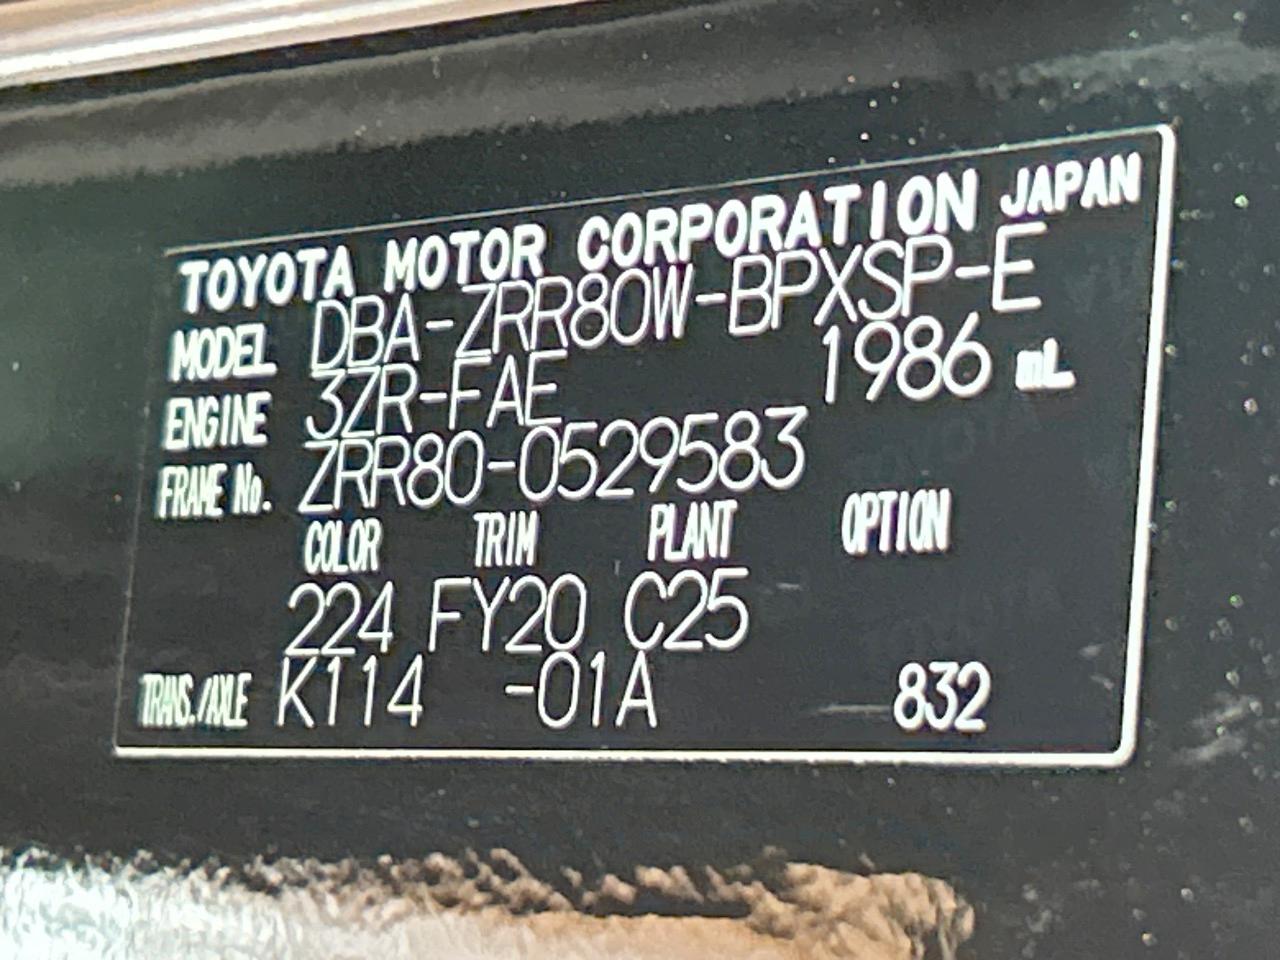 TOYOTA MOTOR CORPORATION JAPAN
MODEL DBA-ZRR80W-BPXSP-E
ENGINE 3ZR-FAE 1986 mL
FRAME No. ZRR80-0529583
COLOR TRIM PLANT OPTION
224 FY20 C25
TRANS./AXLE K114 -01A 832